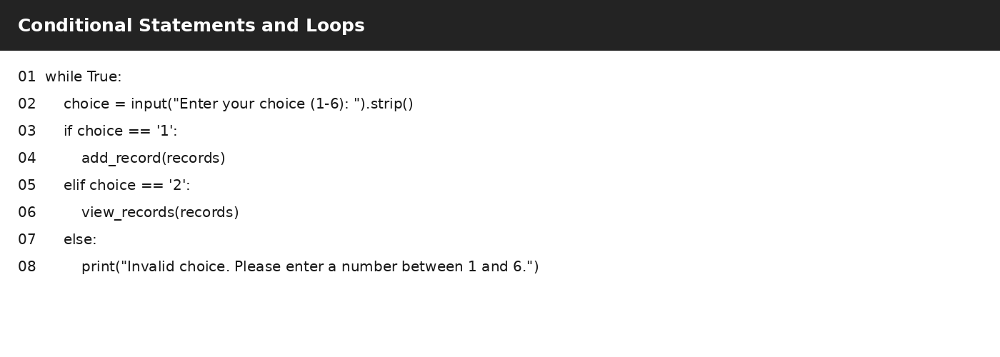 Conditional Statements and Loops
01  while True:
02      choice = input("Enter your choice (1-6): ").strip()
03      if choice == '1':
04          add_record(records)
05      elif choice == '2':
06          view_records(records)
07      else:
08          print("Invalid choice. Please enter a number between 1 and 6.")